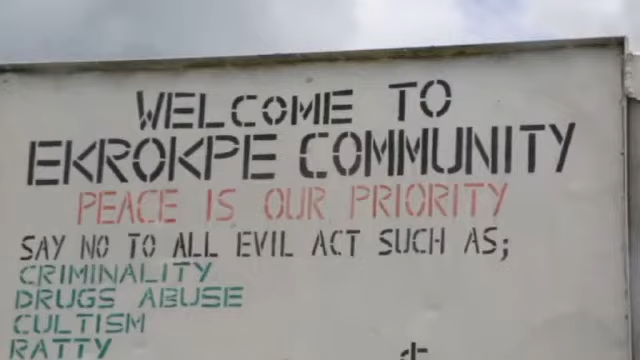 WELCOME TO
EKROKPE COMMUNITY
PEACE IS OUR PRIORITY
SAY NO TO ALL EVIL ACT SUCH AS;
CRIMINALITY
DRUGS ABUSE
CULTISM
RATTY